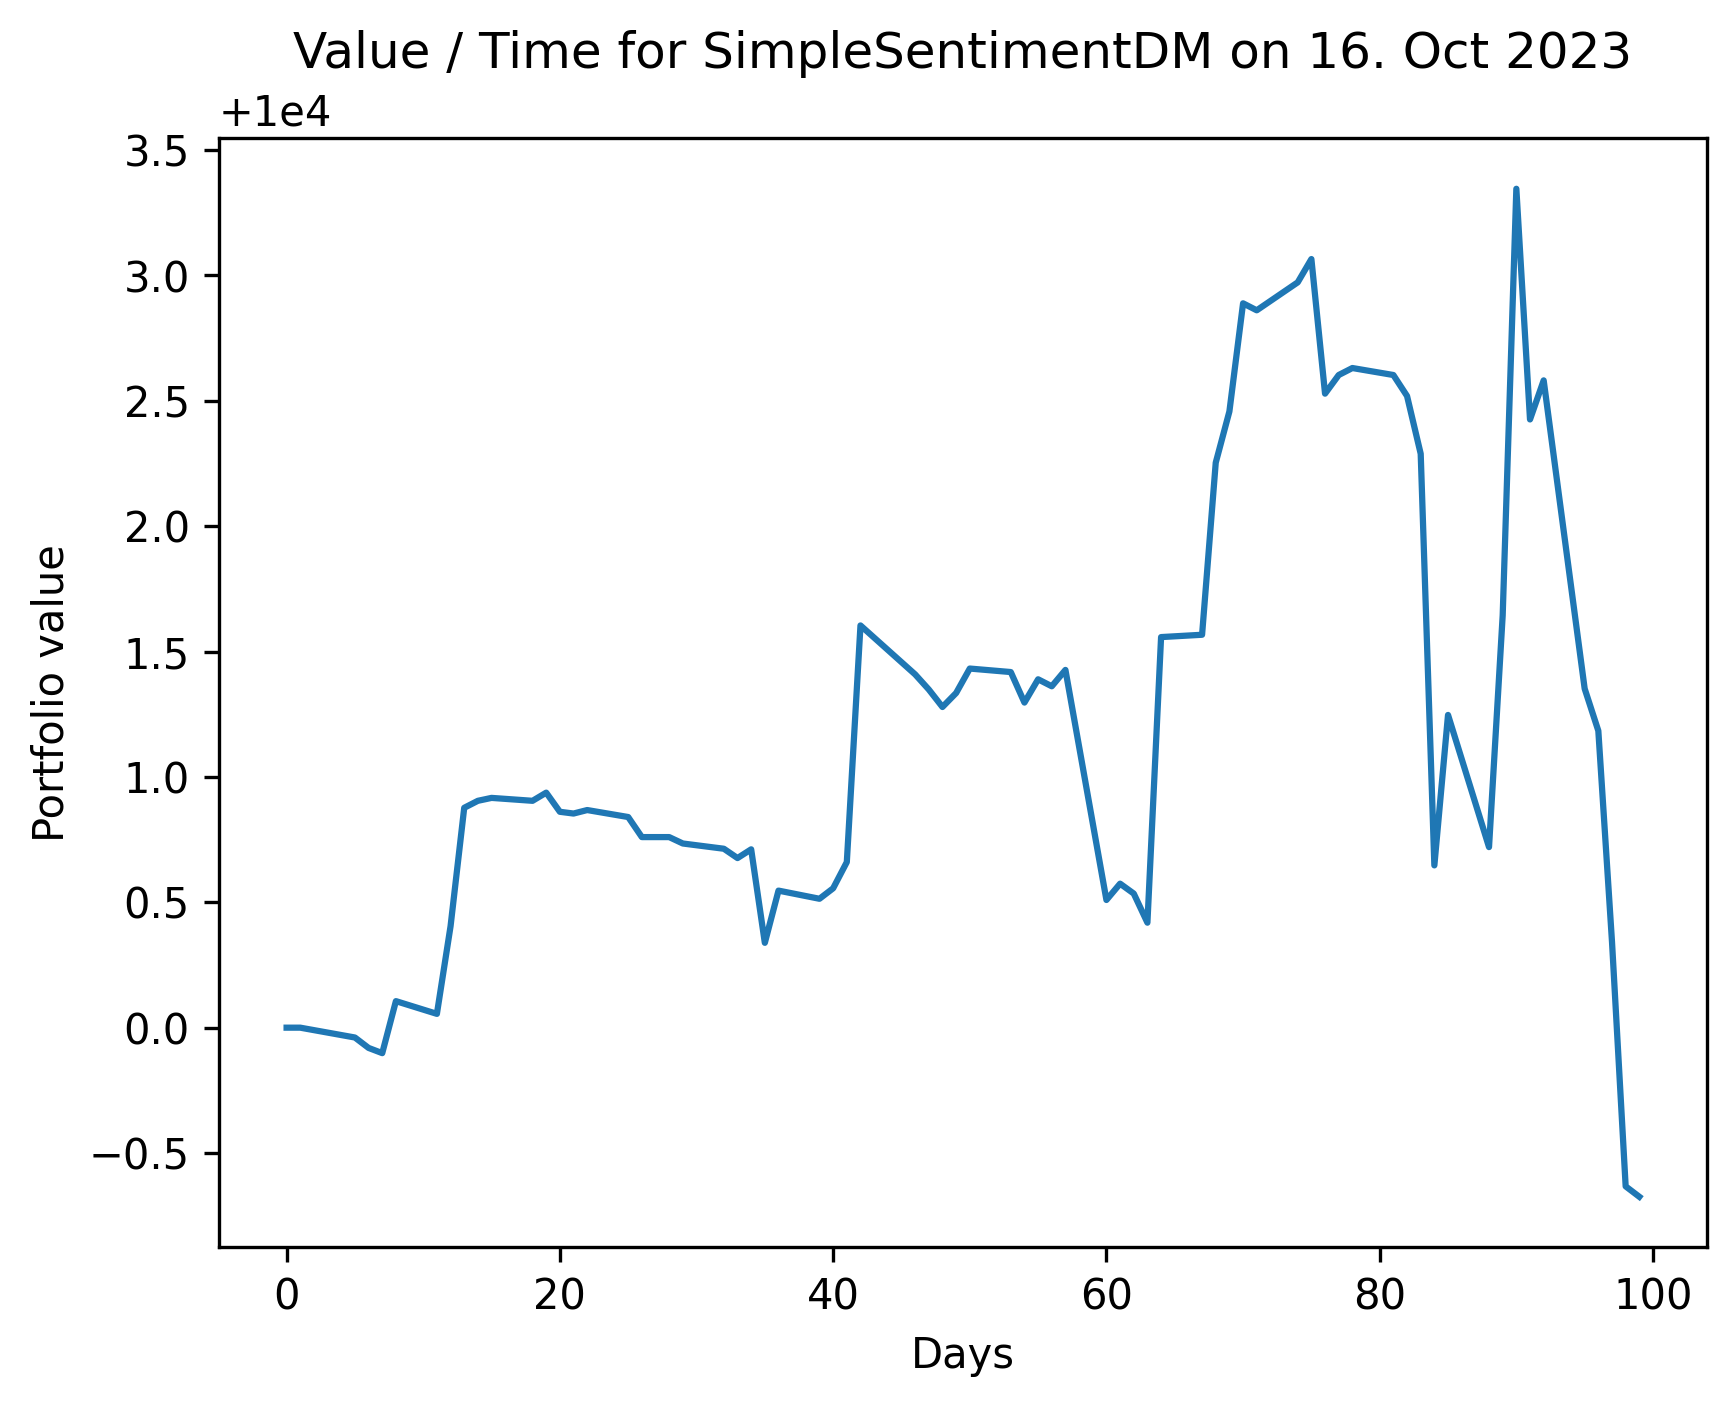 Value / Time for SimpleSentimentDM on 16. Oct 2023
+1e4
3.5
3.0
2.5
2.0
1.5
1.0
0.5
0.0
−0.5
Portfolio value
0 20 40 60 80 100
Days